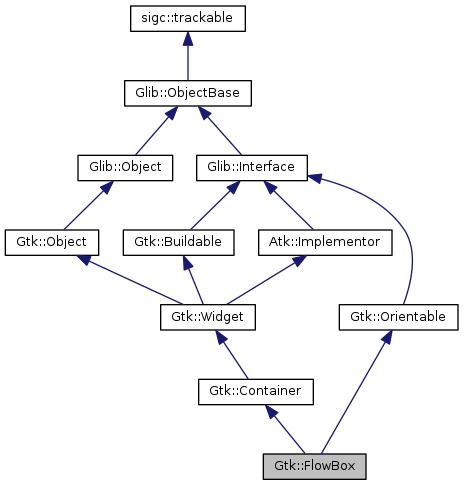 sigc::trackable
Glib::ObjectBase
Glib::Object
Glib::Interface
Gtk::Object
Gtk::Buildable
Atk::Implementor
Gtk::Widget
Gtk::Orientable
Gtk::Container
Gtk::FlowBox